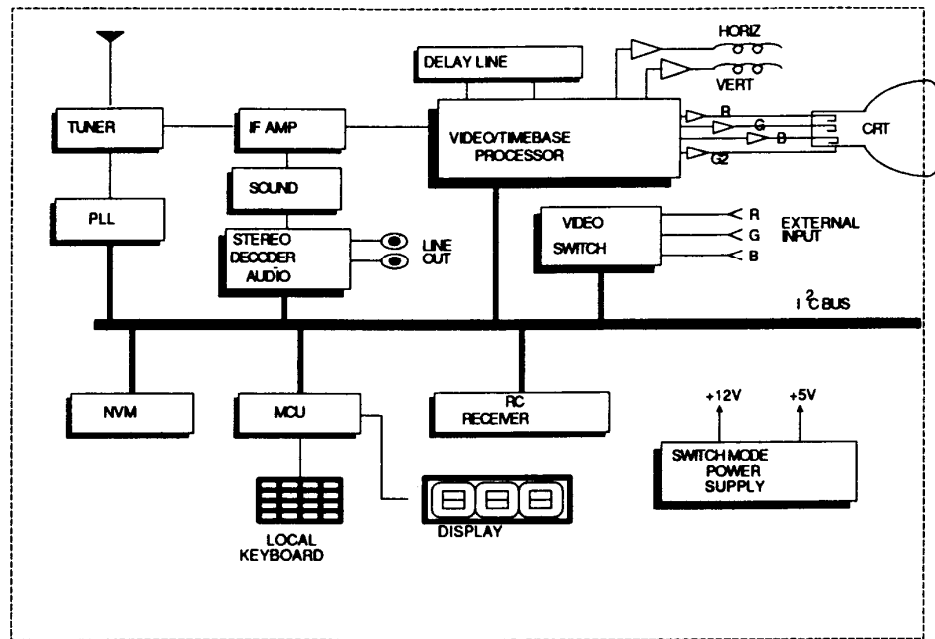 HORIZ
VERT
DELAY LINE
TUNER
IF AMP
VIDEO/TIMEBASE
PROCESSOR
R
G
B
G2
CRT
SOUND
PLL
STEREO
DECODER
AUDIO
LINE
OUT
VIDEO
SWITCH
R
G
B
EXTERNAL
INPUT
I2C BUS
NVM
MCU
RC
RECEIVER
+12V
+5V
SWITCH MODE
POWER
SUPPLY
LOCAL
KEYBOARD
DISPLAY